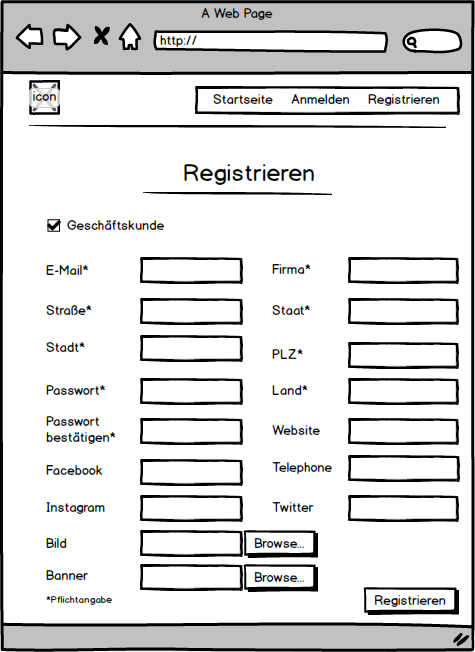 A Web Page
http://
icon
Startseite Anmelden Registrieren
Registrieren
Geschäftskunde
E-Mail* Firma*
Straße* Staat*
Stadt* PLZ*
Passwort* Land*
Passwort
bestätigen* Website
Facebook Telephone
Instagram Twitter
Bild Browse...
Banner Browse...
*Pflichtangabe Registrieren